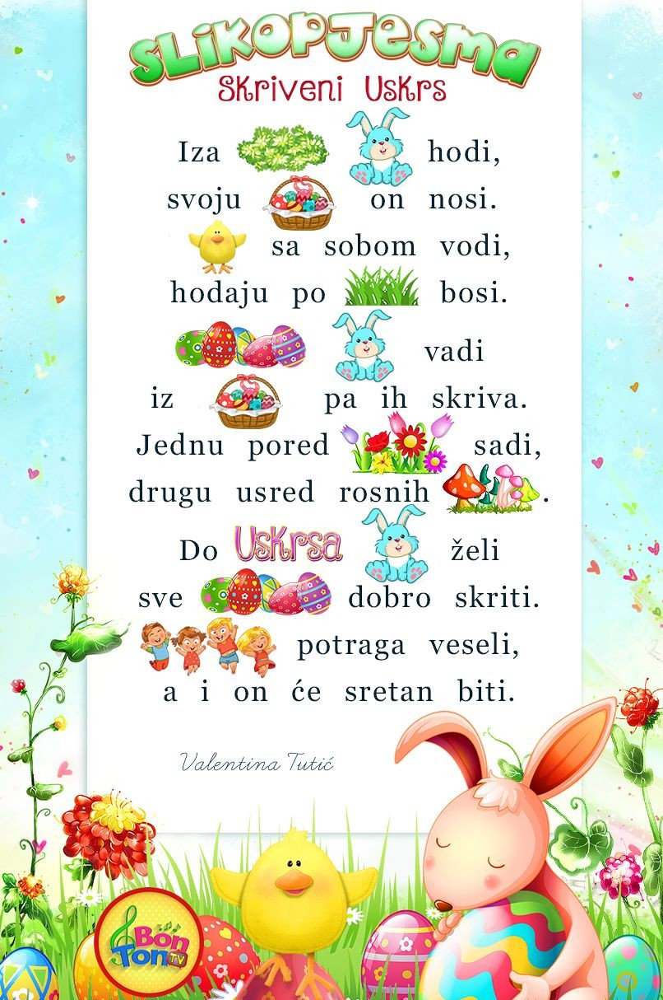 SLIKOPJESMA
Skriveni Uskrs
Iza hodi,
svoju on nosi.
sa sobom vodi,
hodaju po bosi.
vadi
iz pa ih skriva.
Jednu pored sadi,
drugu usred rosnih .
Do Uskrsa želi
sve dobro skriti.
potraga veseli,
a i on će sretan biti.
Valentina Tutić
Bon
Ton TV